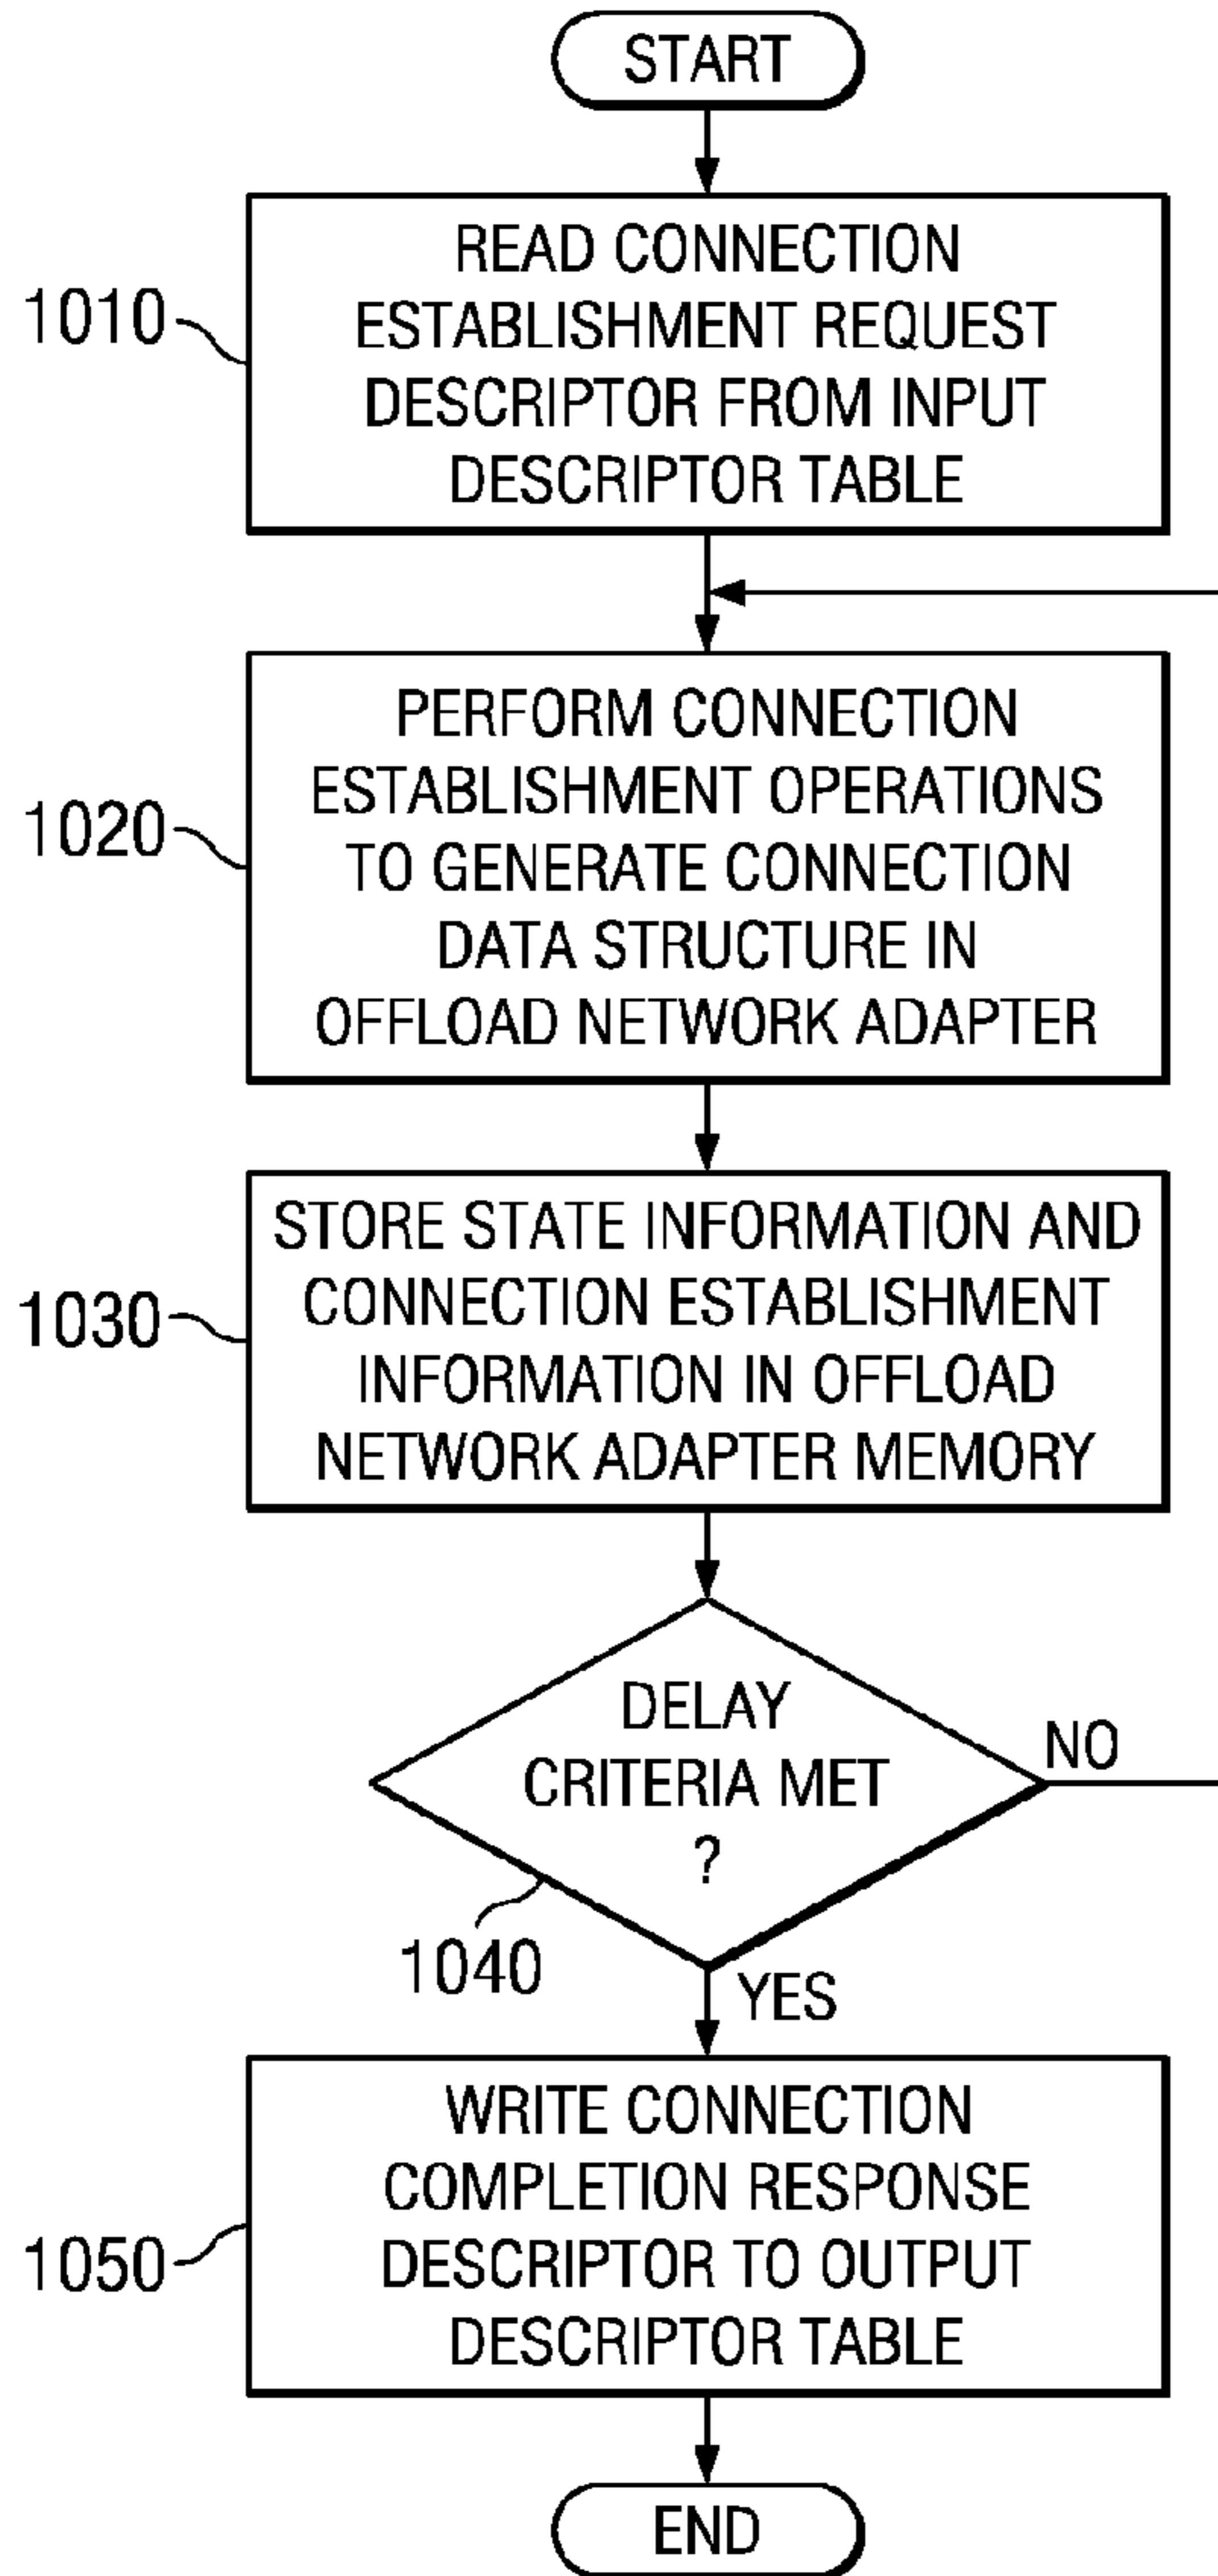 START
READ CONNECTION
ESTABLISHMENT REQUEST
DESCRIPTOR FROM INPUT
DESCRIPTOR TABLE
1010
PERFORM CONNECTION
ESTABLISHMENT OPERATIONS
TO GENERATE CONNECTION
DATA STRUCTURE IN
OFFLOAD NETWORK ADAPTER
1020
STORE STATE INFORMATION AND
CONNECTION ESTABLISHMENT
INFORMATION IN OFFLOAD
NETWORK ADAPTER MEMORY
1030
DELAY
CRITERIA MET
?
NO
1040
YES
WRITE CONNECTION
COMPLETION RESPONSE
DESCRIPTOR TO OUTPUT
DESCRIPTOR TABLE
1050
END